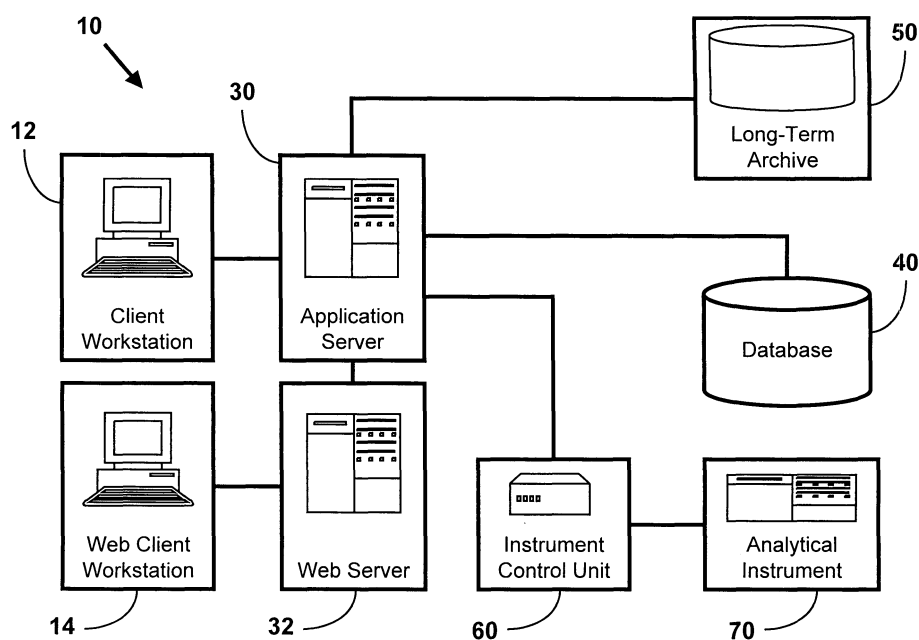 10
50
30
12
Long-Term
Archive
40
Client
Workstation
Application
Server
Database
Web Client
Workstation
Web Server
Instrument
Control Unit
Analytical
Instrument
14
32
60
70